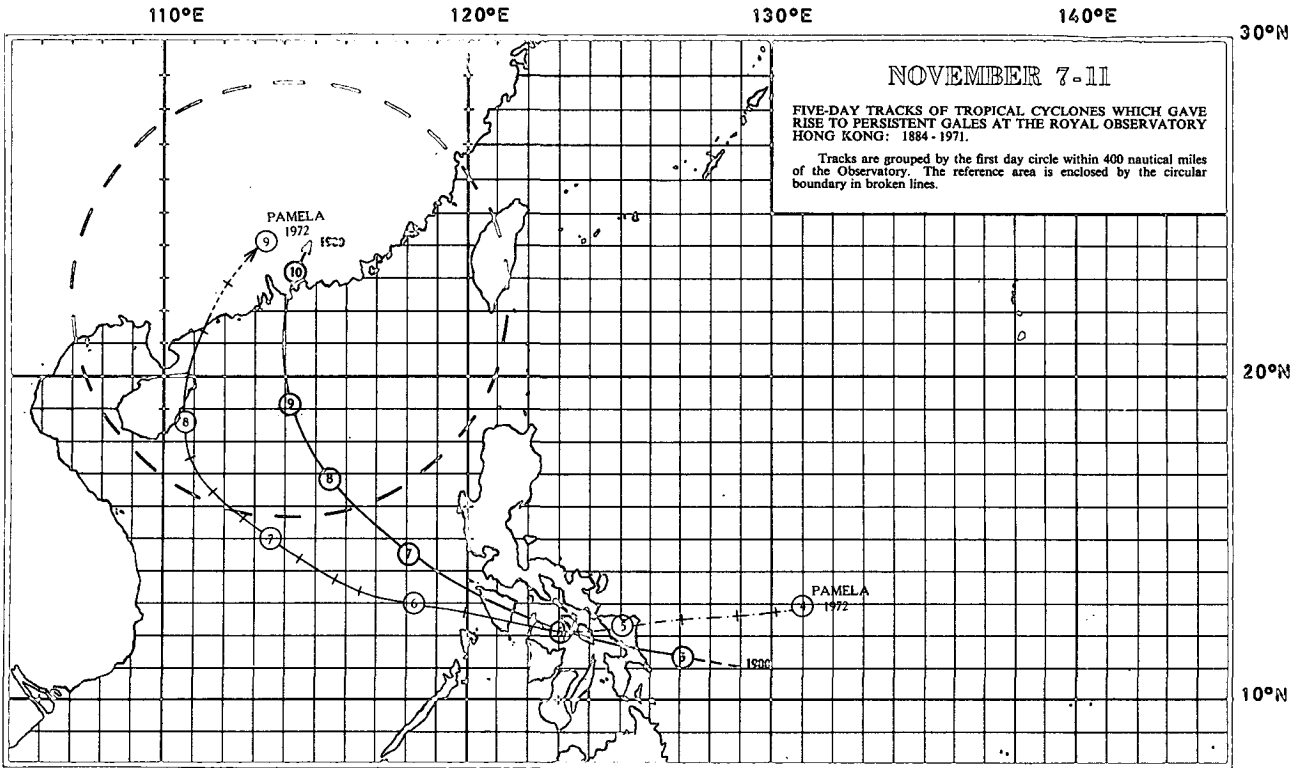 110°E 120°E 130°E 140°E
30°N
NOVEMBER 7-11
FIVE-DAY TRACKS OF TROPICAL CYCLONES WHICH GAVE
RISE TO PERSISTENT GALES AT THE ROYAL OBSERVATORY
HONG KONG: 1884 - 1971.
Tracks are grouped by the first day circle within 400 nautical miles
of the Observatory. The reference area is enclosed by the circular
boundary in broken lines.
PAMELA
1972
9
1900
10
20°N
9
8
8
7
7
6
PAMELA
1972
4
5
5
1900
10°N